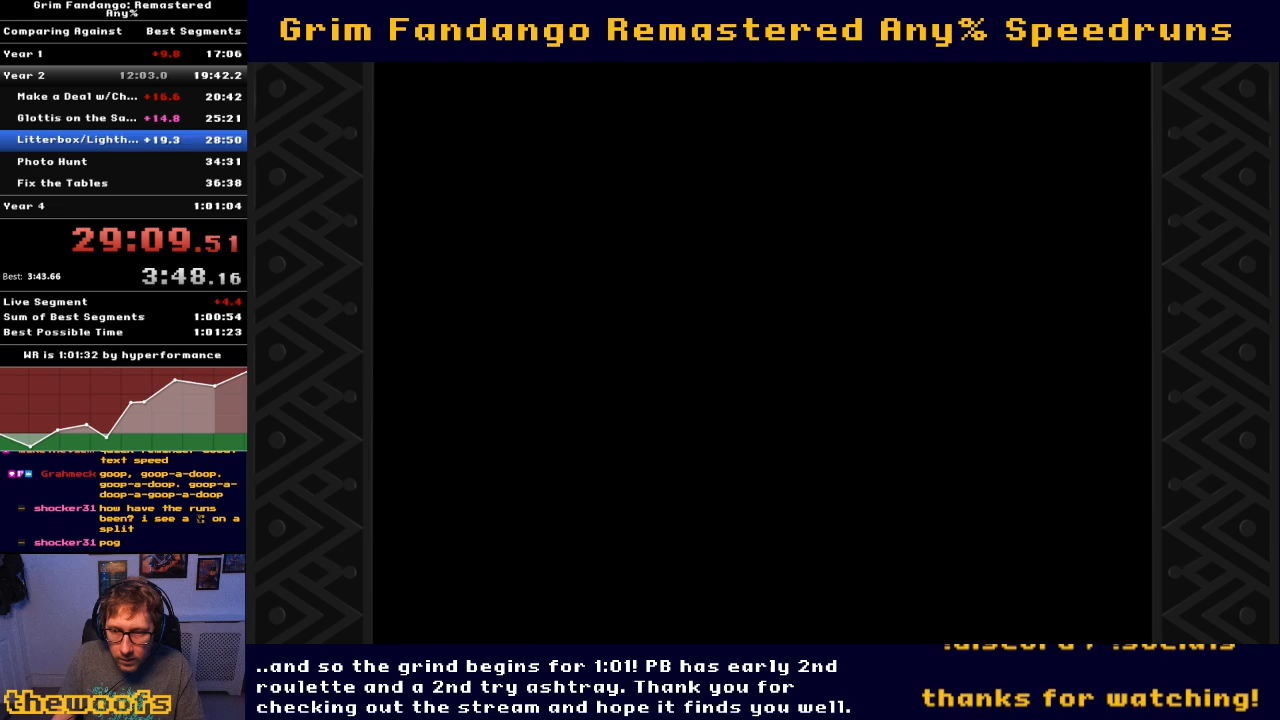 Grim Fandango: Remastered
Any%
Comparing Against Best Segments
Year 1 +9.8 17:06
Year 2 12:03.0 19:42.2
Make a Deal w/Ch... +16.6 20:42
Glottis on the Sa... +14.8 25:21
Litterbox/Lighth... +19.3 28:50
Photo Hunt 34:31
Fix the Tables 36:38
Year 4 1:01:04
29:09.51
Best: 3:43.66 3:48.16
Live Segment +4.4
Sum of Best Segments 1:00:54
Best Possible Time 1:01:23
WR is 1:01:32 by hyperformance
text speed
Grahmeck goop, goop-a-doop.
goop-a-doop. goop-a-
doop-a-goop-a-doop
shocker31 how have the runs
been? i see a on a
split
shocker31 pog
thewoofs
Grim Fandango Remastered Any% Speedruns
..and so the grind begins for 1:01! PB has early 2nd
roulette and a 2nd try ashtray. Thank you for
checking out the stream and hope it finds you well.
!discord / !socials
thanks for watching!